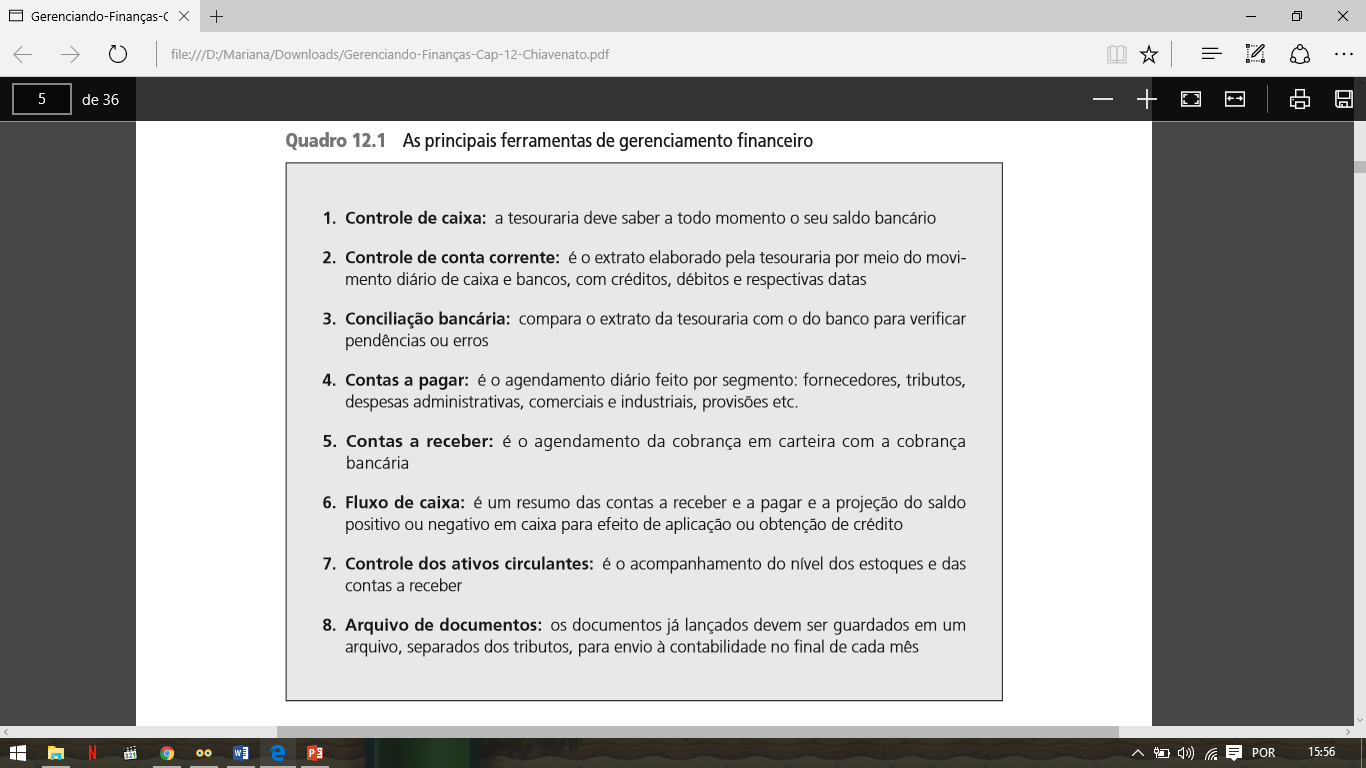 Gerenciando-Finanças-C
file:///D:/Mariana/Downloads/Gerenciando-Finanças-Cap-12-Chiavenato.pdf
5 de 36
Quadro 12.1 As principais ferramentas de gerenciamento financeiro
1. Controle de caixa: a tesouraria deve saber a todo momento o seu saldo bancário
2. Controle de conta corrente: é o extrato elaborado pela tesouraria por meio do movi-
mento diário de caixa e bancos, com créditos, débitos e respectivas datas
3. Conciliação bancária: compara o extrato da tesouraria com o do banco para verificar
pendências ou erros
4. Contas a pagar: é o agendamento diário feito por segmento: fornecedores, tributos,
despesas administrativas, comerciais e industriais, provisões etc.
5. Contas a receber: é o agendamento da cobrança em carteira com a cobrança
bancária
6. Fluxo de caixa: é um resumo das contas a receber e a pagar e a projeção do saldo
positivo ou negativo em caixa para efeito de aplicação ou obtenção de crédito
7. Controle dos ativos circulantes: é o acompanhamento do nível dos estoques e das
contas a receber
8. Arquivo de documentos: os documentos já lançados devem ser guardados em um
arquivo, separados dos tributos, para envio à contabilidade no final de cada mês
POR 15:56